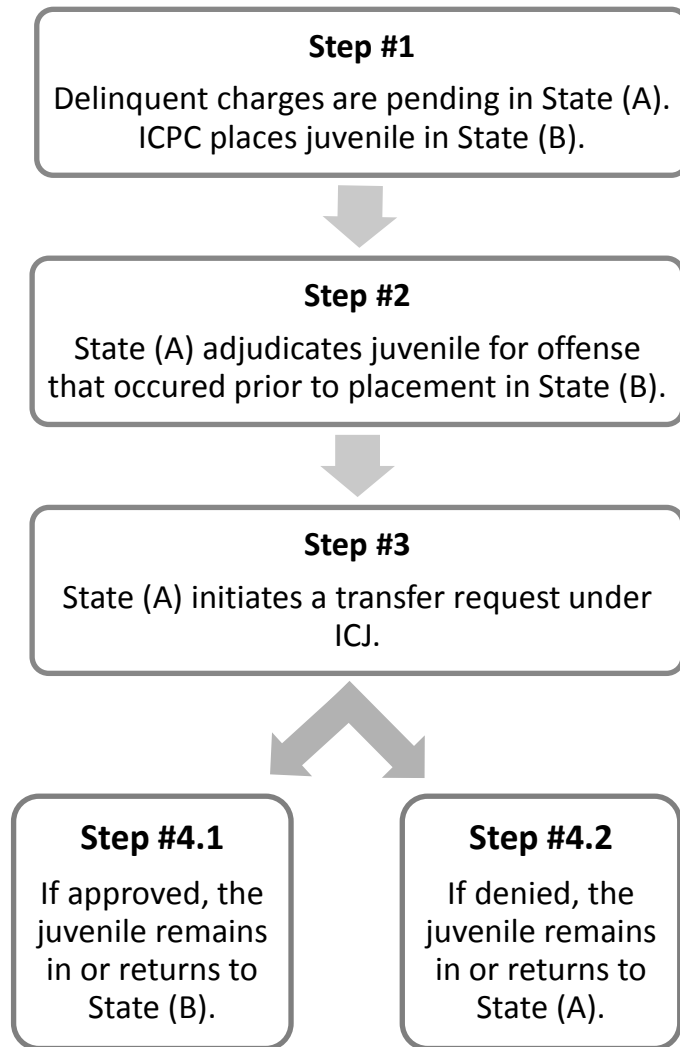 Step #1
Delinquent charges are pending in State (A).
ICPC places juvenile in State (B).
Step #2
State (A) adjudicates juvenile for offense
that occured prior to placement in State (B).
Step #3
State (A) initiates a transfer request under
ICJ.
Step #4.1
If approved, the
juvenile remains
in or returns to
State (B).
Step #4.2
If denied, the
juvenile remains
in or returns to
State (A).